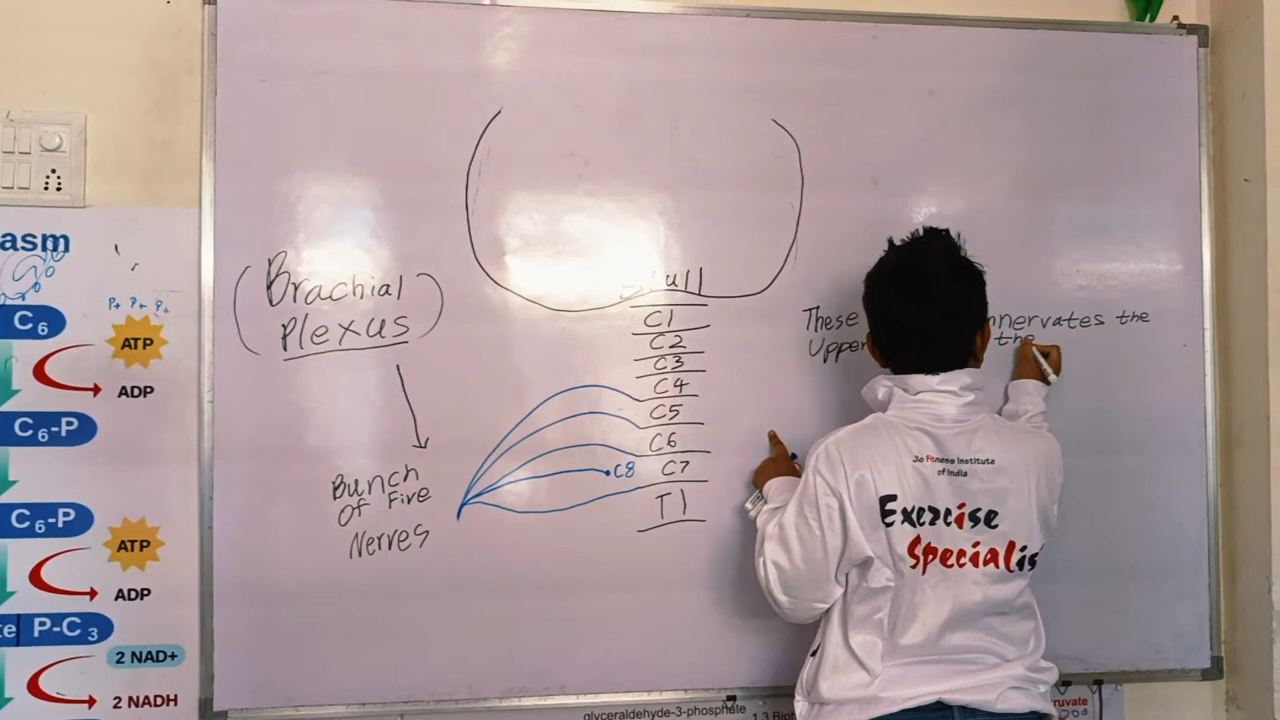 (Brachial
Plexus)
Bunch
Of Five
Nerves
Skull
C1
C2
C3
C4
C5
C6
C8
C7
T1
These
nnervates the
Upper
the
Jio Fitness Institute
of India
Exercise
Specialis
asm
P+ P+ P+
C6
ATP
ADP
C6-P
C6-P
ATP
ADP
te P-C3
2 NAD+
2 NADH
glyceraldehyde-3-phosphate
ruvate